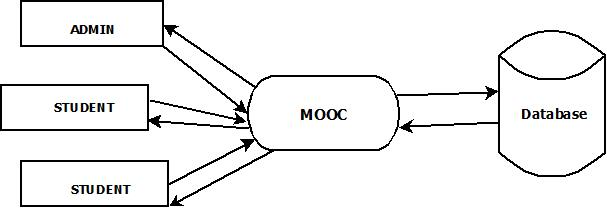 ADMIN
STUDENT
MOOC
Database
STUDENT